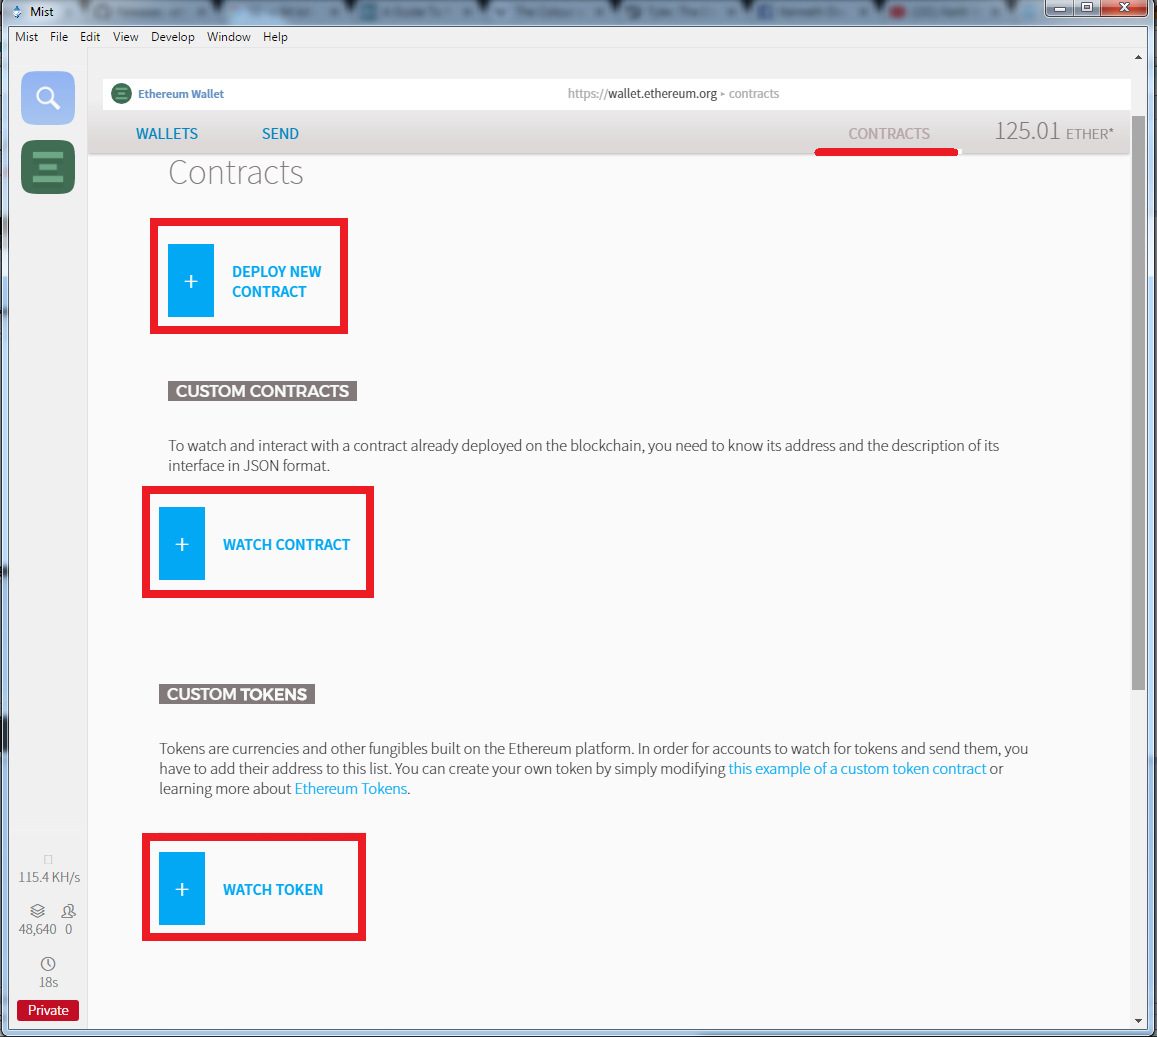 Mist
Mist File Edit View Develop Window Help
Ethereum Wallet
https://wallet.ethereum.org ▸ contracts
WALLETS SEND CONTRACTS 125.01 ETHER*
Contracts
+ DEPLOY NEW
CONTRACT
CUSTOM CONTRACTS
To watch and interact with a contract already deployed on the blockchain, you need to know its address and the description of its
interface in JSON format.
+ WATCH CONTRACT
CUSTOM TOKENS
Tokens are currencies and other fungibles built on the Ethereum platform. In order for accounts to watch for tokens and send them, you
have to add their address to this list. You can create your own token by simply modifying this example of a custom token contract or
learning more about Ethereum Tokens.
+ WATCH TOKEN
115.4 KH/s
48,640 0
18s
Private